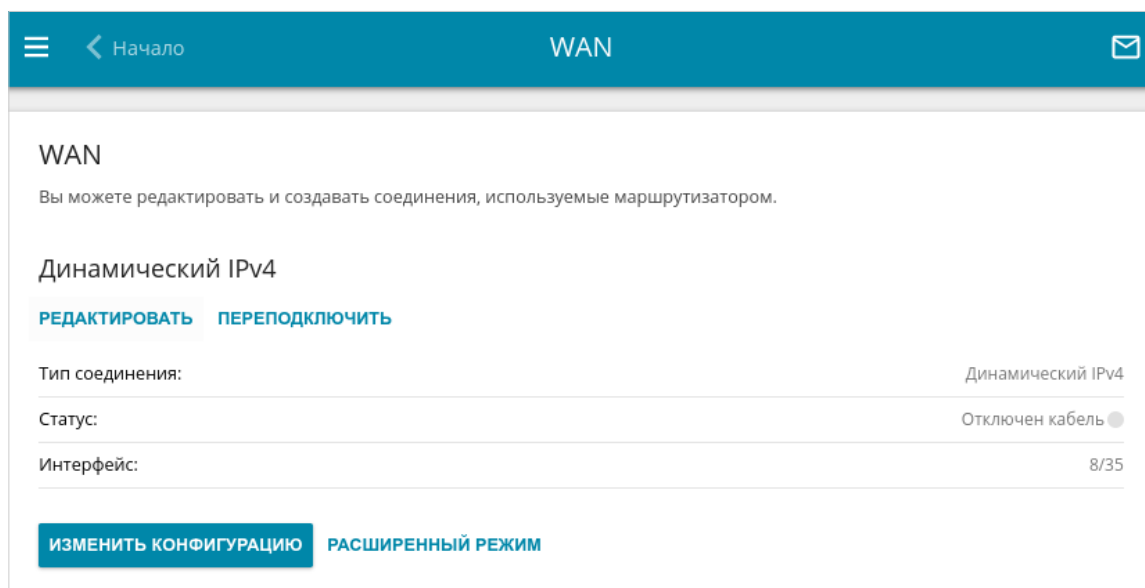 Начало
WAN
WAN
Вы можете редактировать и создавать соединения, используемые маршрутизатором.
Динамический IPv4
РЕДАКТИРОВАТЬ ПЕРЕПОДКЛЮЧИТЬ
Тип соединения: Динамический IPv4
Статус: Отключен кабель
Интерфейс: 8/35
ИЗМЕНИТЬ КОНФИГУРАЦИЮ РАСШИРЕННЫЙ РЕЖИМ